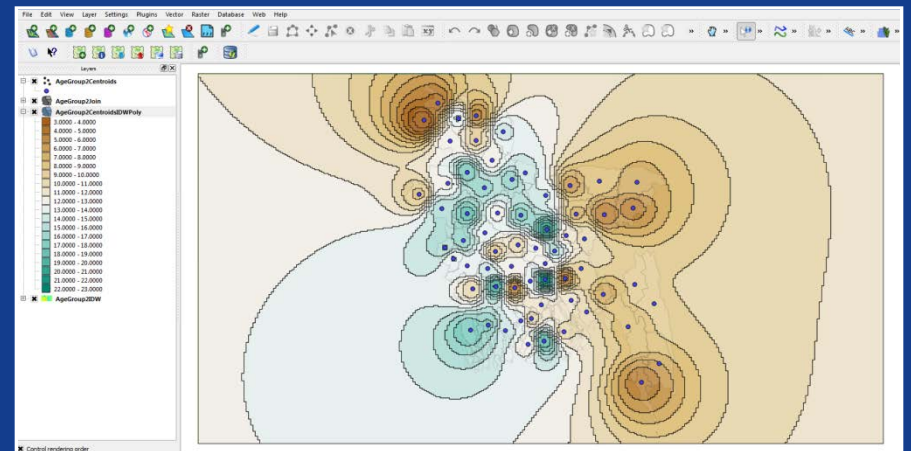 File Edit View Layer Settings Plugins Vector Raster Database Web Help
Layers
AgeGroup2Centroids
AgeGroup2Join
AgeGroup2CentroidsIDWPoly
3.0000 - 4.0000
4.0000 - 5.0000
5.0000 - 6.0000
6.0000 - 7.0000
7.0000 - 8.0000
8.0000 - 9.0000
9.0000 - 10.0000
10.0000 - 11.0000
11.0000 - 12.0000
12.0000 - 13.0000
13.0000 - 14.0000
14.0000 - 15.0000
15.0000 - 16.0000
16.0000 - 17.0000
17.0000 - 18.0000
18.0000 - 19.0000
19.0000 - 20.0000
20.0000 - 21.0000
21.0000 - 22.0000
22.0000 - 23.0000
AgeGroup2IDW
Control rendering order